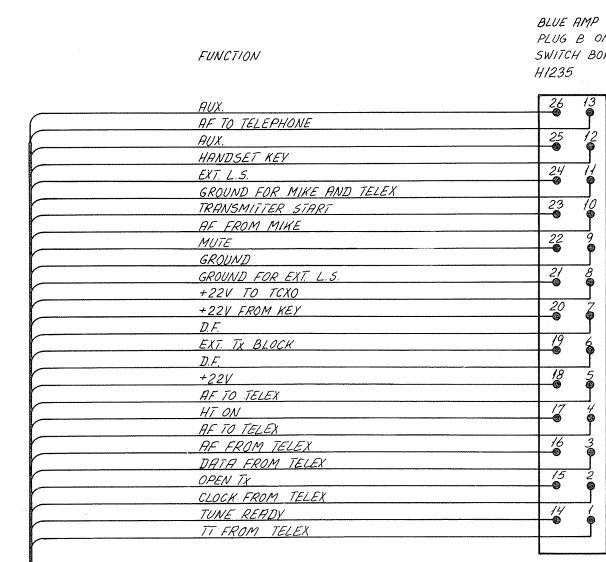 BLUE AMP
PLUG B
FUNCTION
SWITCH
H1235
AUX.
26 13
AF TO TELEPHONE
AUX.
25 12
HANDSET KEY
EXT. L.S.
24 11
GROUND FOR MIKE AND TELEX
TRANSMITTER START
23 10
AF FROM MIKE
MUTE
22 9
GROUND
GROUND FOR EXT. L.S.
21 8
+22V TO TCXO
+22V FROM KEY
20 7
D.F.
EXT. Tx BLOCK
19 6
D.F.
+22V
18 5
AF TO TELEX
HT ON
17 4
AF TO TELEX
AF FROM TELEX
16 3
DATA FROM TELEX
OPEN Tx
15 2
CLOCK FROM TELEX
TUNE READY
14 1
TT FROM TELEX